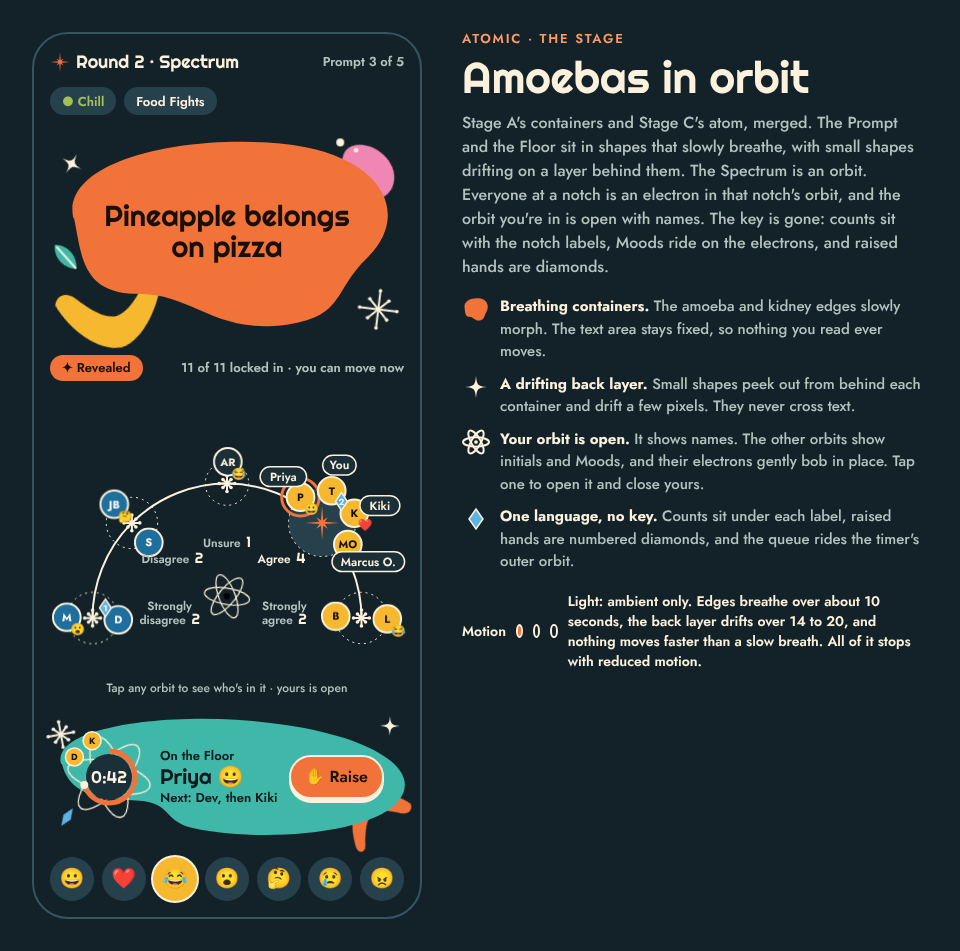 Round 2 · Spectrum
Prompt 3 of 5
Chill
Food Fights
Pineapple belongs
on pizza
✦ Revealed
11 of 11 locked in · you can move now
AR
You
Priya
P
T
2
K
Kiki
MO
Marcus O.
JB
S
Unsure 1
Disagree 2
Agree 4
M
1
D
Strongly
disagree 2
Strongly
agree 2
B
L
Tap any orbit to see who's in it · yours is open
K
D
0:42
On the Floor
Priya 😀
Next: Dev, then Kiki
✋ Raise
ATOMIC · THE STAGE
Amoebas in orbit
Stage A's containers and Stage C's atom, merged. The Prompt
and the Floor sit in shapes that slowly breathe, with small shapes
drifting on a layer behind them. The Spectrum is an orbit.
Everyone at a notch is an electron in that notch's orbit, and the
orbit you're in is open with names. The key is gone: counts sit
with the notch labels, Moods ride on the electrons, and raised
hands are diamonds.
Breathing containers. The amoeba and kidney edges slowly
morph. The text area stays fixed, so nothing you read ever
moves.
A drifting back layer. Small shapes peek out from behind each
container and drift a few pixels. They never cross text.
Your orbit is open. It shows names. The other orbits show
initials and Moods, and their electrons gently bob in place. Tap
one to open it and close yours.
One language, no key. Counts sit under each label, raised
hands are numbered diamonds, and the queue rides the timer's
outer orbit.
Motion
Light: ambient only. Edges breathe over about 10
seconds, the back layer drifts over 14 to 20, and
nothing moves faster than a slow breath. All of it stops
with reduced motion.